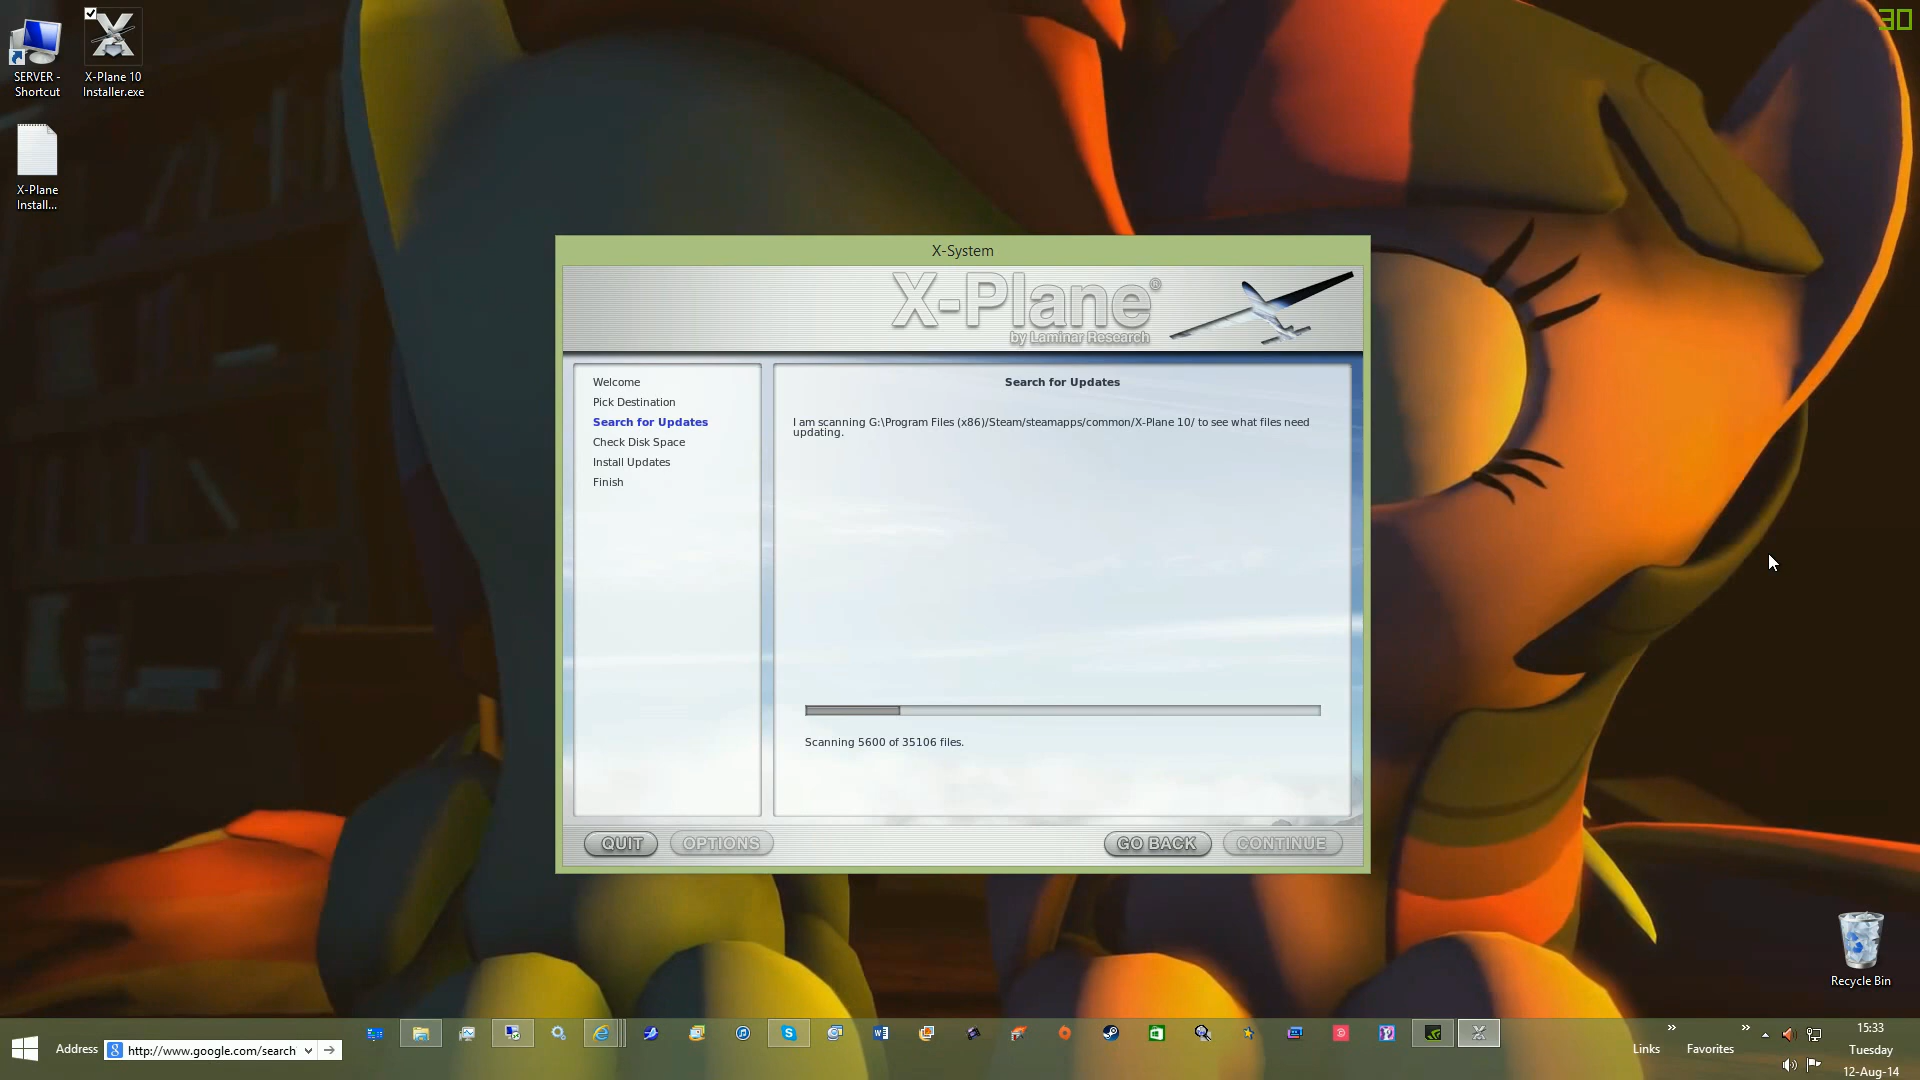 30
SERVER -
Shortcut
X-Plane 10
Installer.exe
X-Plane
Install...
X-System
X-Plane®
by Laminar Research
Welcome
Pick Destination
Search for Updates
Check Disk Space
Install Updates
Finish
Search for Updates
I am scanning G:\Program Files (x86)/Steam/steamapps/common/X-Plane 10/ to see what files need
updating.
Scanning 5600 of 35106 files.
QUIT
OPTIONS
GO BACK
CONTINUE
Recycle Bin
Address
http://www.google.com/search
Links
Favorites
15:33
Tuesday
12-Aug-14